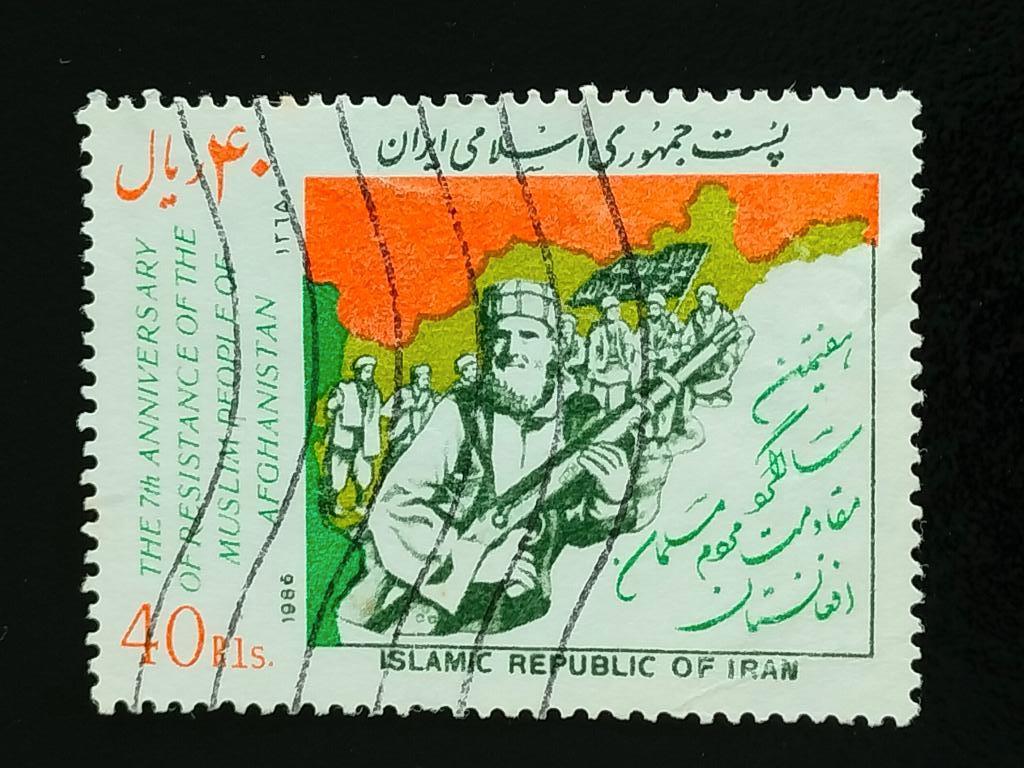 پست جمهوری اسلامی ایران
۴۰ ریال
۱۳۶۵
THE 7th ANNIVERSARY
OF RESISTANCE OF THE
MUSLIM PEOPLE OF
AFGHANISTAN
هفتمین
سالگرد
مقاومت مردم مسلمان
افغانستان
1986
40 Rls.
ISLAMIC REPUBLIC OF IRAN